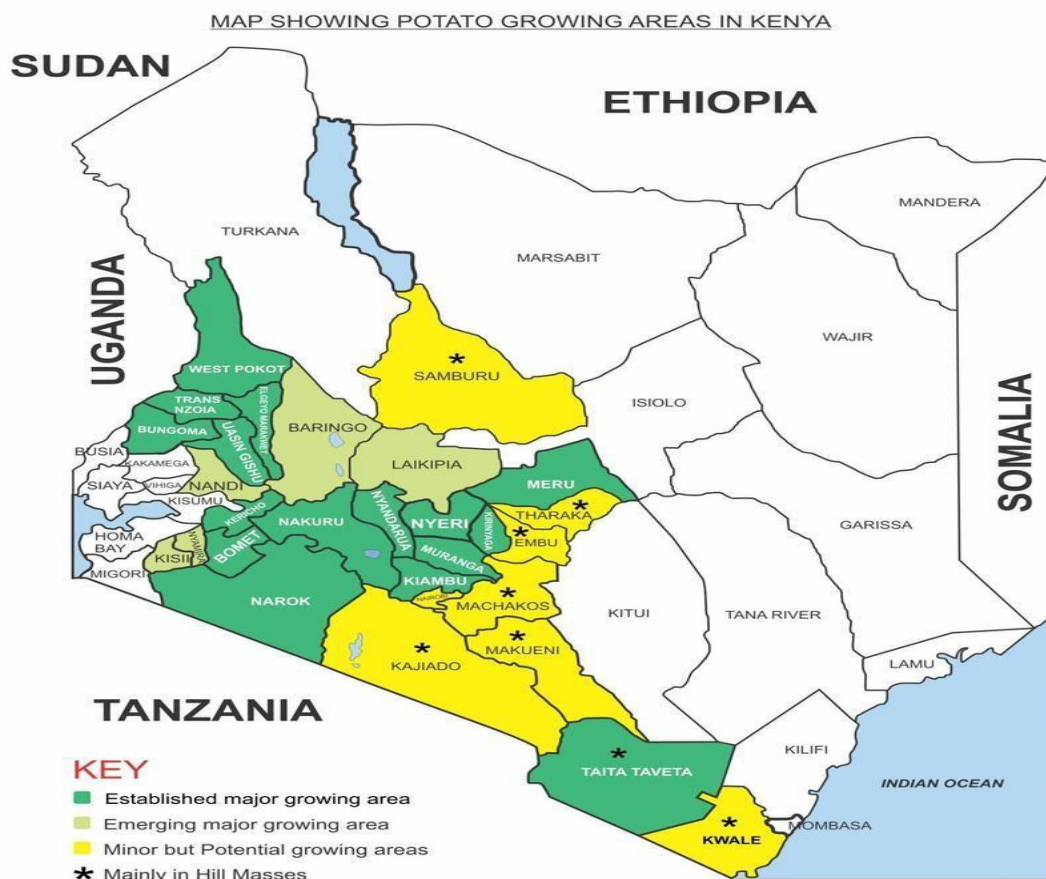 MAP SHOWING POTATO GROWING AREAS IN KENYA
SUDAN
ETHIOPIA
MANDERA
TURKANA
MARSABIT
UGANDA
WAJIR
WEST POKOT
SAMBURU
*
SOMALIA
TRANS
NZOIA
ELGEYO MARAKWET
ISIOLO
BUNGOMA
UASIN GISHU
BARINGO
BUSIA
KAKAMEGA
LAIKIPIA
SIAYA
VIHIGA
NANDI
MERU
KISUMU
KERICHO
NAKURU
NYANDARUA
NYERI
KIRINYAGA
THARAKA
*
GARISSA
HOMA
BAY
KISII
NYAMIRA
BOMET
MURANGA
EMBU
*
MIGORI
KIAMBU
NAROK
NAIROBI
MACHAKOS
*
KITUI
TANA RIVER
KAJIADO
*
MAKUENI
*
LAMU
TANZANIA
KILIFI
TAITA TAVETA
*
INDIAN OCEAN
KWALE
*
MOMBASA
KEY
Established major growing area
Emerging major growing area
Minor but Potential growing areas
* Mainly in Hill Masses